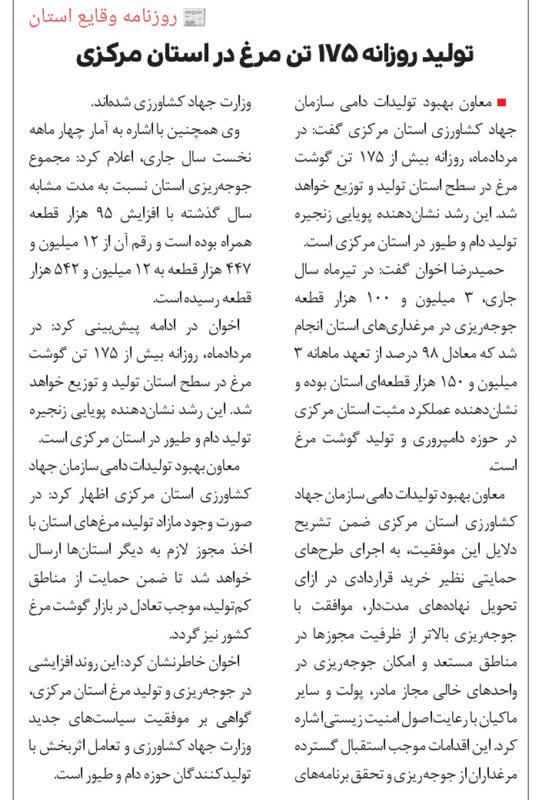 روزنامه وقایع استان
تولید روزانه ۱۷۵ تن مرغ در استان مرکزی
معاون بهبود تولیدات دامی سازمان
جهاد کشاورزی استان مرکزی گفت: در
مردادماه، روزانه بیش از ۱۷۵ تن گوشت
مرغ در سطح استان تولید و توزیع خواهد
شد. این رشد نشان‌دهنده پویایی زنجیره
تولید دام و طیور در استان مرکزی است.
حمیدرضا اخوان گفت: در تیرماه سال
جاری، ۳ میلیون و ۱۰۰ هزار قطعه
جوجه‌ریزی در مرغداری‌های استان انجام
شد که معادل ۹۸ درصد از تعهد ماهانه ۳
میلیون و ۱۵۰ هزار قطعه‌ای استان بوده و
نشان‌دهنده عملکرد مثبت استان مرکزی
در حوزه دامپروری و تولید گوشت مرغ
است.
معاون بهبود تولیدات دامی سازمان جهاد
کشاورزی استان مرکزی ضمن تشریح
دلایل این موفقیت، به اجرای طرح‌های
حمایتی نظیر خرید قراردادی در ازای
تحویل نهاده‌های مدت‌دار، موافقت با
جوجه‌ریزی بالاتر از ظرفیت مجوزها در
مناطق مستعد و امکان جوجه‌ریزی در
واحدهای خالی مجاز مادر، پولت و سایر
ماکیان با رعایت اصول امنیت زیستی اشاره
کرد. این اقدامات موجب استقبال گسترده
مرغداران از جوجه‌ریزی و تحقق برنامه‌های
وزارت جهاد کشاورزی شده‌اند.
وی همچنین با اشاره به آمار چهار ماهه
نخست سال جاری، اعلام کرد: مجموع
جوجه‌ریزی استان نسبت به مدت مشابه
سال گذشته با افزایش ۹۵ هزار قطعه
همراه بوده است و رقم آن از ۱۲ میلیون و
۴۴۷ هزار قطعه به ۱۲ میلیون و ۵۴۲ هزار
قطعه رسیده است.
اخوان در ادامه پیش‌بینی کرد: در
مردادماه، روزانه بیش از ۱۷۵ تن گوشت
مرغ در سطح استان تولید و توزیع خواهد
شد. این رشد نشان‌دهنده پویایی زنجیره
تولید دام و طیور در استان مرکزی است.
معاون بهبود تولیدات دامی سازمان جهاد
کشاورزی استان مرکزی اظهار کرد: در
صورت وجود مازاد تولید، مرغ‌های استان با
اخذ مجوز لازم به دیگر استان‌ها ارسال
خواهد شد تا ضمن حمایت از مناطق
کم‌تولید، موجب تعادل در بازار گوشت مرغ
کشور نیز گردد.
اخوان خاطرنشان کرد: این روند افزایشی
در جوجه‌ریزی و تولید مرغ استان مرکزی،
گواهی بر موفقیت سیاست‌های جدید
وزارت جهاد کشاورزی و تعامل اثربخش با
تولیدکنندگان حوزه دام و طیور است.